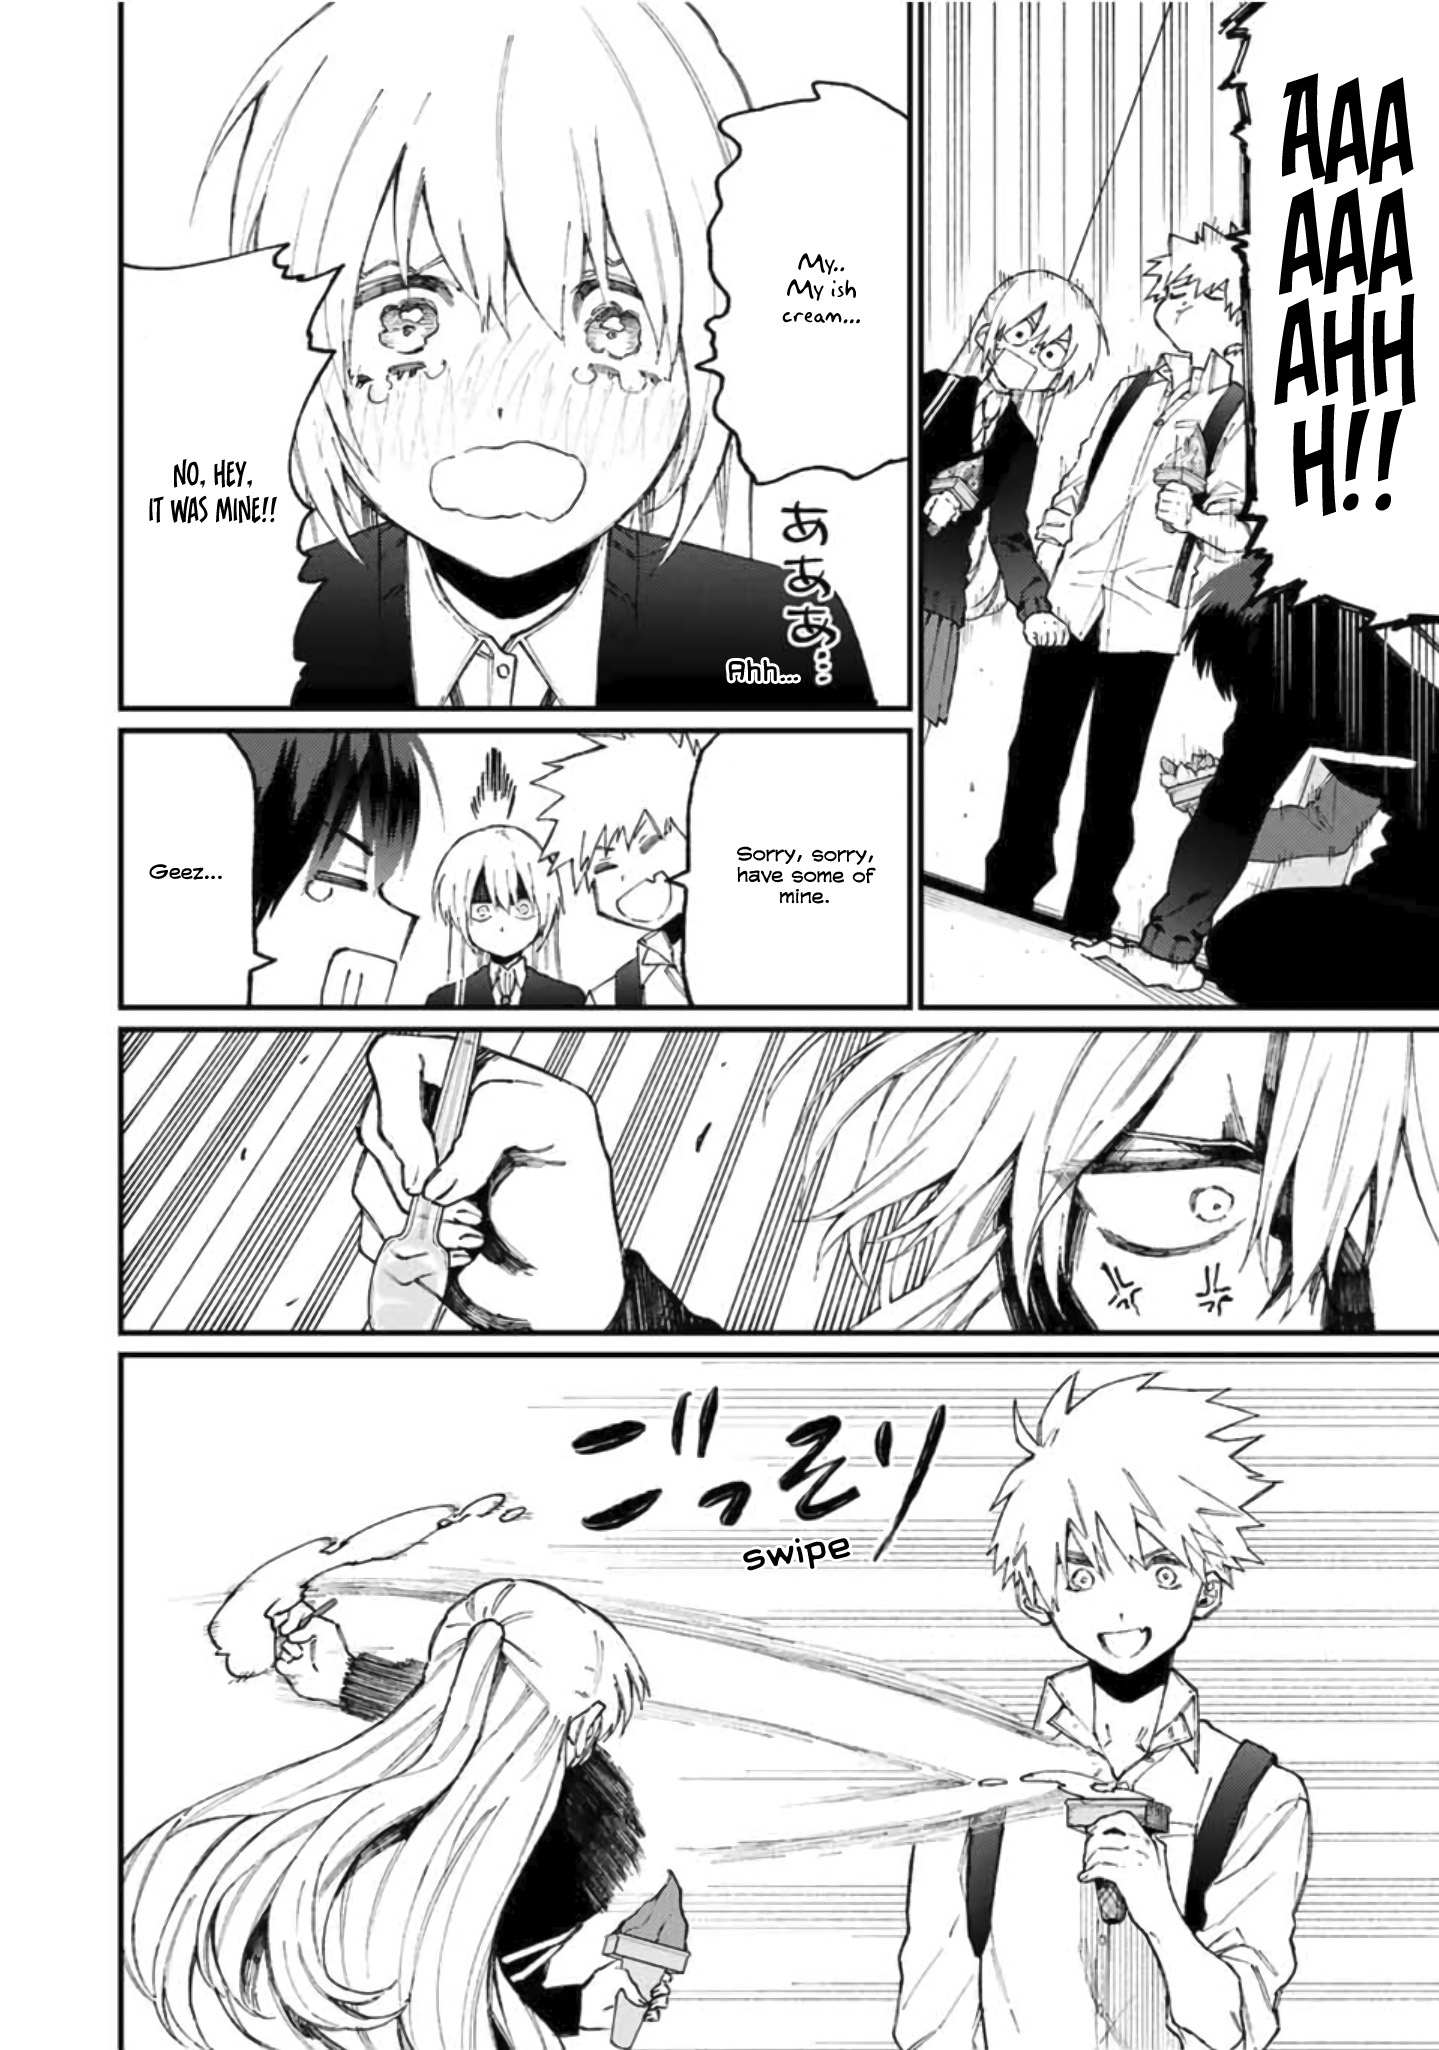 AAA
AAA
AHH
H!!
My..
My ish
cream...
あああ…
Ahh...
NO, HEY,
IT WAS MINE!!
Sorry, sorry,
have some of
mine.
Geez...
ごっそり
swipe